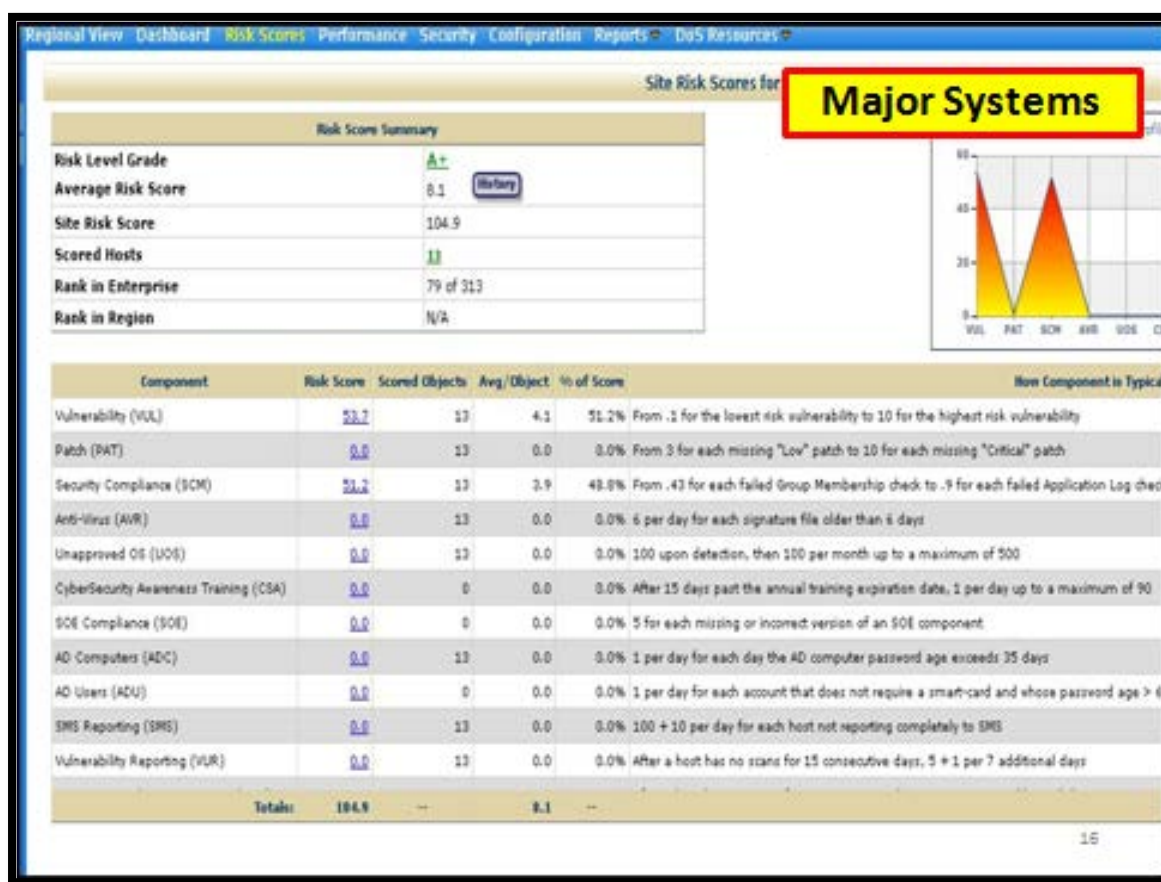 Regional View Dashboard Risk Scores Performance Security Configuration Reports DoS Resources
Site Risk Scores for
Major Systems
Risk Score Summary
Risk Level Grade A+
Average Risk Score 8.1 History
Site Risk Score 104.9
Scored Hosts 13
Rank in Enterprise 79 of 313
Rank in Region N/A
60
40
20
0
VUL PAT SCM AVR UOS C
Component Risk Score Scored Objects Avg/Object % of Score How Component is Typica
Vulnerability (VUL) 53.7 13 4.1 51.2% From .1 for the lowest risk vulnerability to 10 for the highest risk vulnerability
Patch (PAT) 0.0 13 0.0 0.0% From 3 for each missing "Low" patch to 10 for each missing "Critical" patch
Security Compliance (SCM) 51.2 13 3.9 48.8% From .43 for each failed Group Membership check to .9 for each failed Application Log chec
Anti-Virus (AVR) 0.0 13 0.0 0.0% 6 per day for each signature file older than 6 days
Unapproved OS (UOS) 0.0 13 0.0 0.0% 100 upon detection, then 100 per month up to a maximum of 500
CyberSecurity Awareness Training (CSA) 0.0 0 0.0 0.0% After 15 days past the annual training expiration date, 1 per day up to a maximum of 90
SOE Compliance (SOE) 0.0 0 0.0 0.0% 5 for each missing or incorrect version of an SOE component
AD Computers (ADC) 0.0 13 0.0 0.0% 1 per day for each day the AD computer password age exceeds 35 days
AD Users (ADU) 0.0 0 0.0 0.0% 1 per day for each account that does not require a smart-card and whose password age > 6
SMS Reporting (SMS) 0.0 13 0.0 0.0% 100 + 10 per day for each host not reporting completely to SMS
Vulnerability Reporting (VUR) 0.0 13 0.0 0.0% After a host has no scans for 15 consecutive days, 5 + 1 per 7 additional days
Totals: 104.9 -- 8.1 --
16